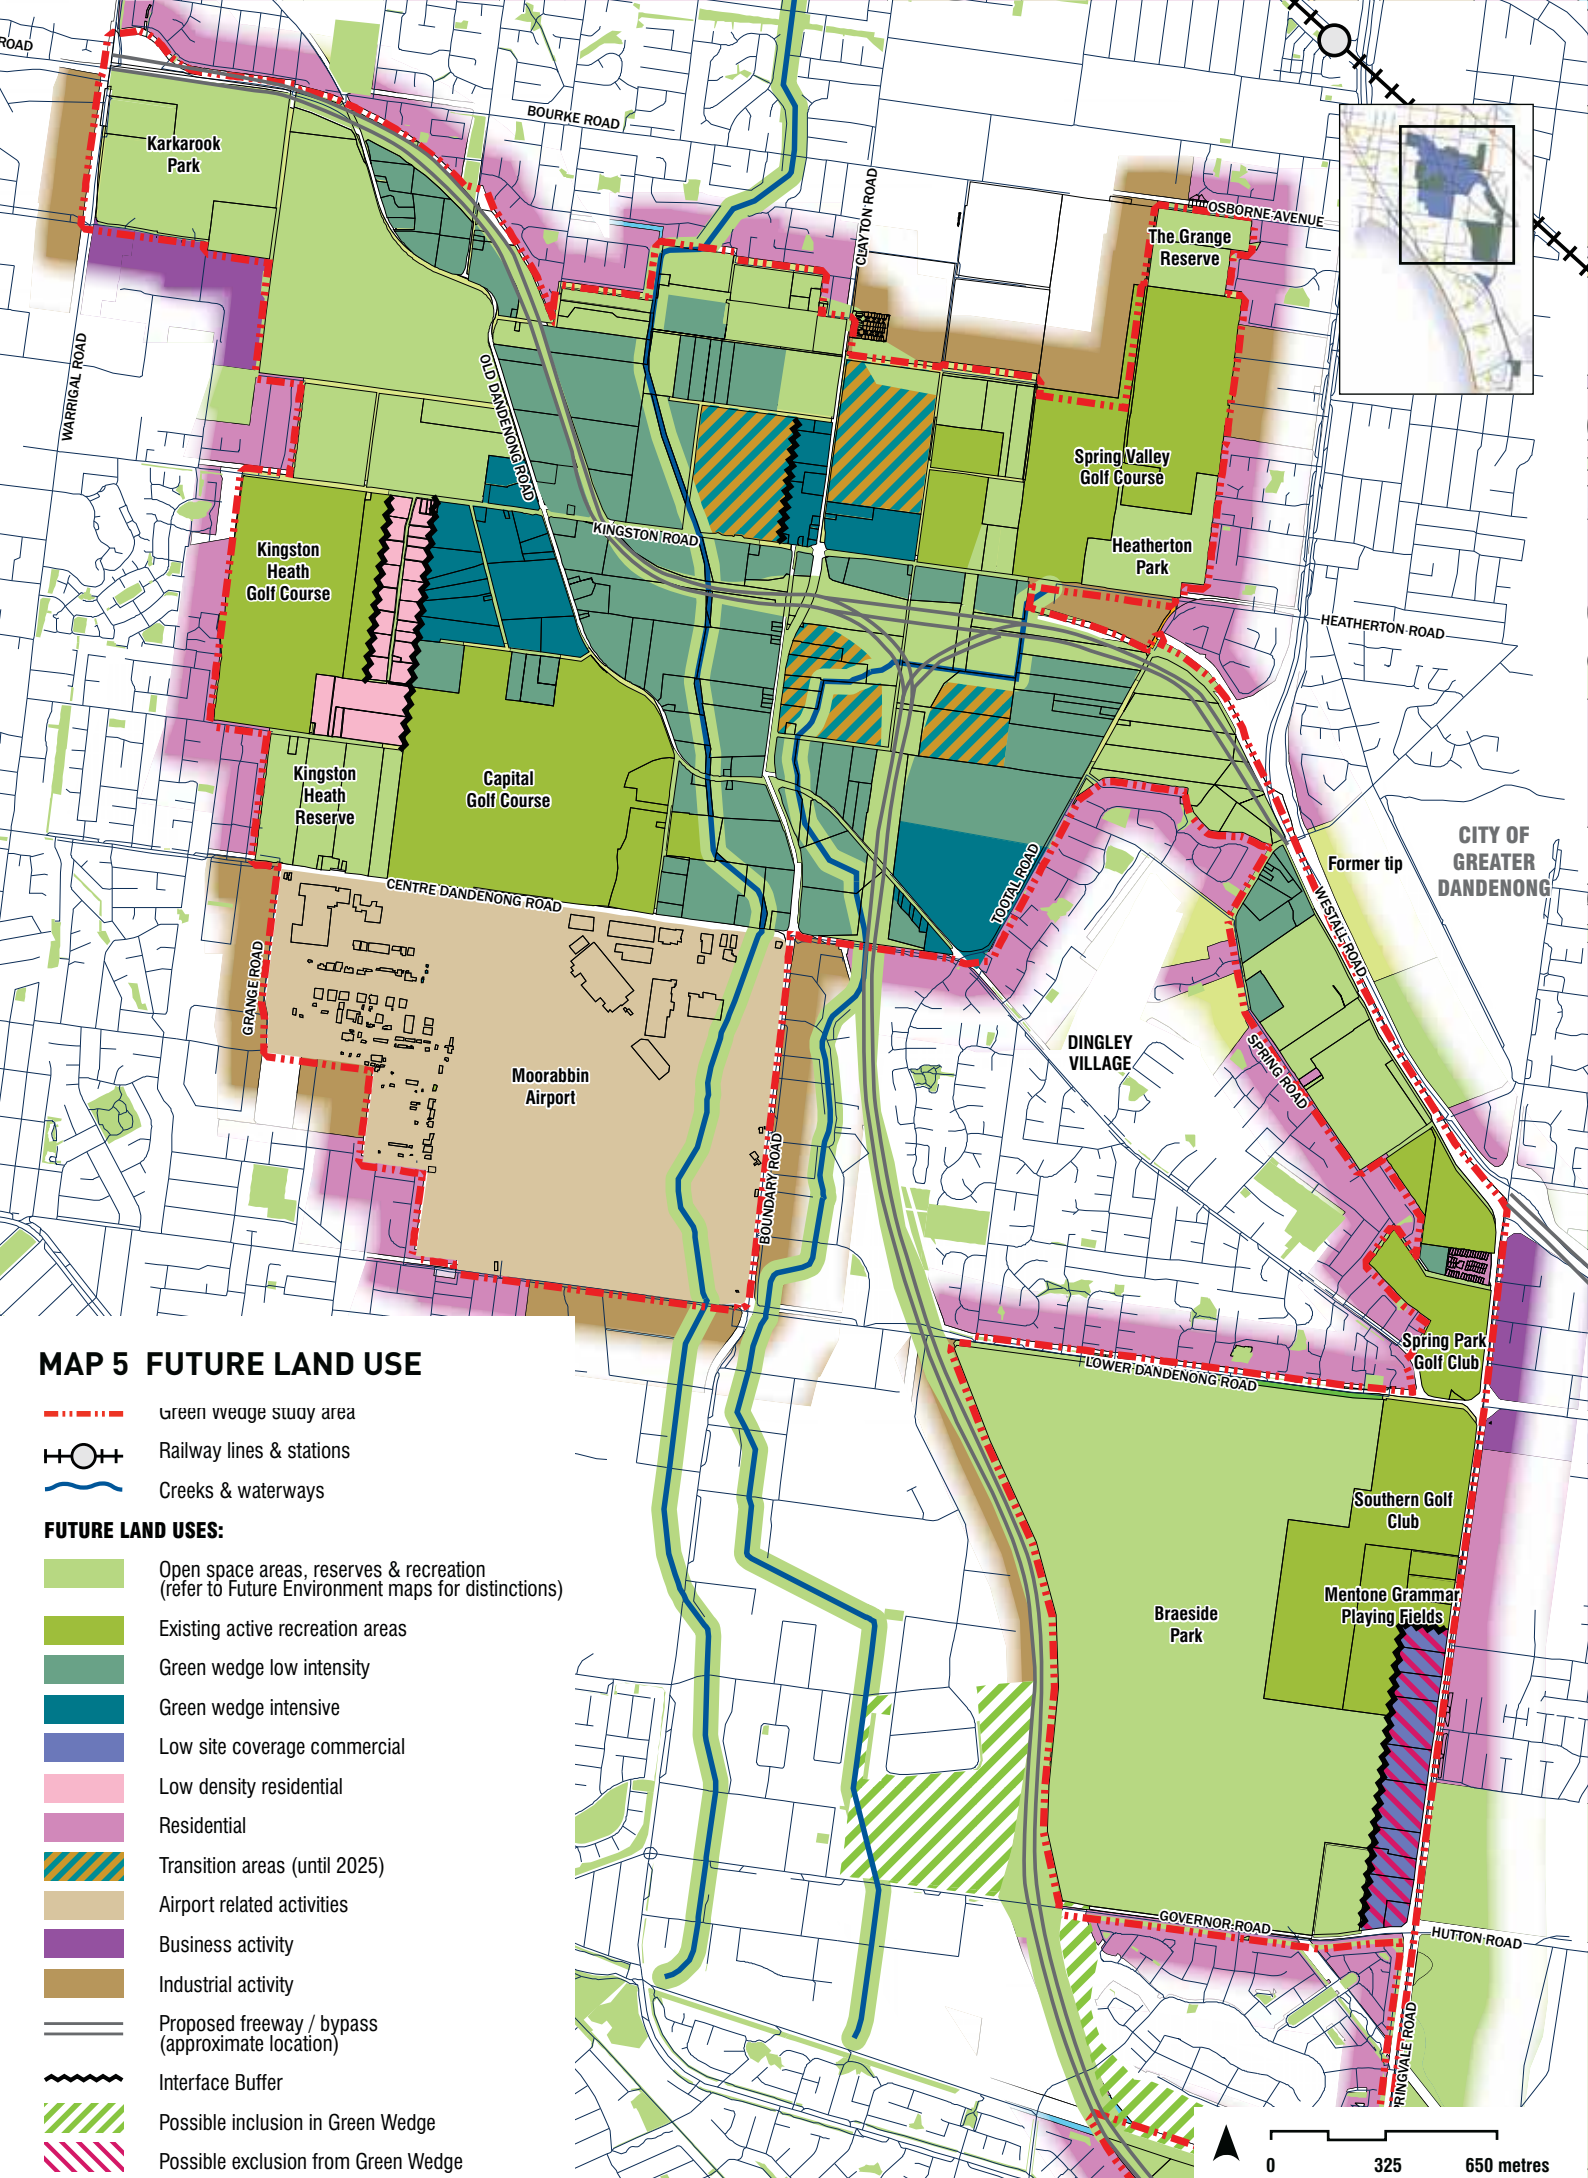 ROAD
BOURKE ROAD
Karkarook
Park
CLAYTON ROAD
OSBORNE AVENUE
The Grange
Reserve
WARRIGAL ROAD
OLD DANDENONG ROAD
Spring Valley
Golf Course
KINGSTON ROAD
Kingston
Heath
Golf Course
Heatherton
Park
HEATHERTON ROAD
Kingston
Heath
Reserve
Capital
Golf Course
CITY OF
GREATER
DANDENONG
Former tip
CENTRE DANDENONG ROAD
TOOTAL ROAD
WESTALL ROAD
GRANGE ROAD
DINGLEY
VILLAGE
SPRING ROAD
Moorabbin
Airport
BOUNDARY ROAD
Spring Park
Golf Club
LOWER DANDENONG ROAD
Southern Golf
Club
Mentone Grammar
Playing Fields
Braeside
Park
GOVERNOR ROAD
HUTTON ROAD
PRINGVALE ROAD
MAP 5 FUTURE LAND USE
Green Wedge study area
Railway lines & stations
Creeks & waterways
FUTURE LAND USES:
Open space areas, reserves & recreation
(refer to Future Environment maps for distinctions)
Existing active recreation areas
Green wedge low intensity
Green wedge intensive
Low site coverage commercial
Low density residential
Residential
Transition areas (until 2025)
Airport related activities
Business activity
Industrial activity
Proposed freeway / bypass
(approximate location)
Interface Buffer
Possible inclusion in Green Wedge
Possible exclusion from Green Wedge
0 325 650 metres